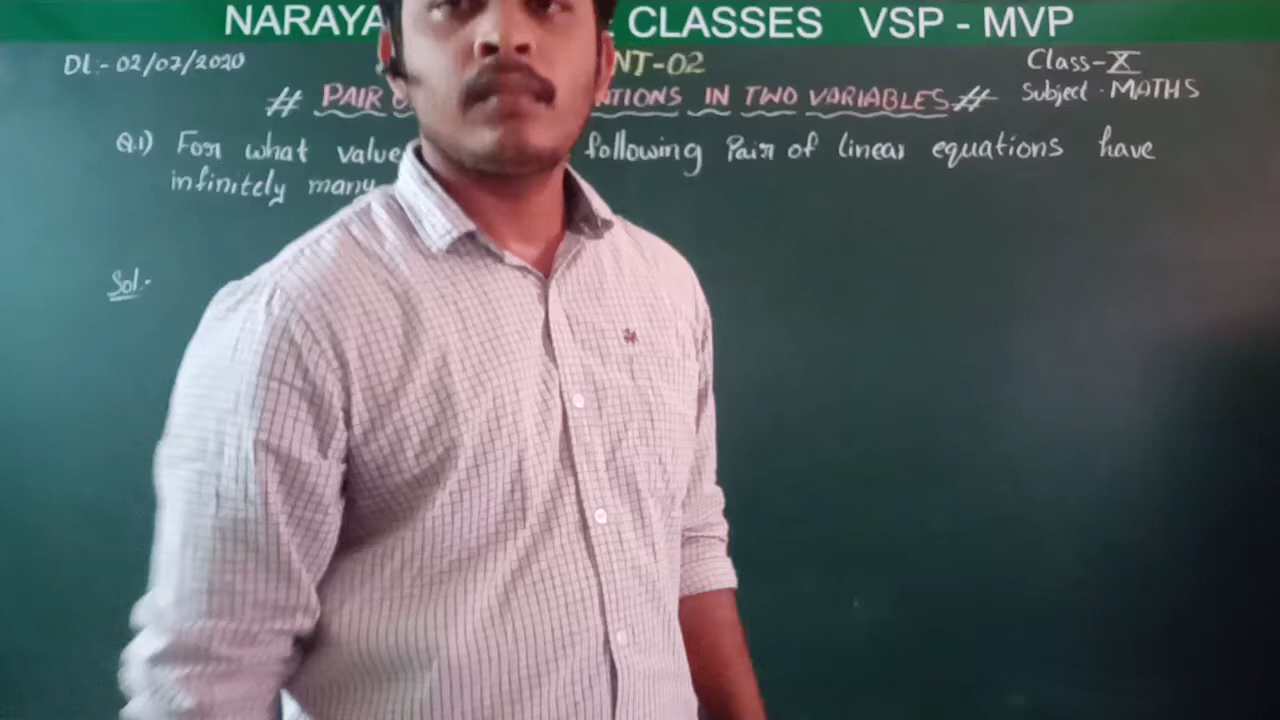 NARAYA CLASSES VSP - MVP
Dt.- 02/07/2020 NT-02 Class-X
# PAIR ATIONS IN TWO VARIABLES # Subject - MATHS
Q.1) For what value following Pair of linear equations have
infinitely many
Sol:-